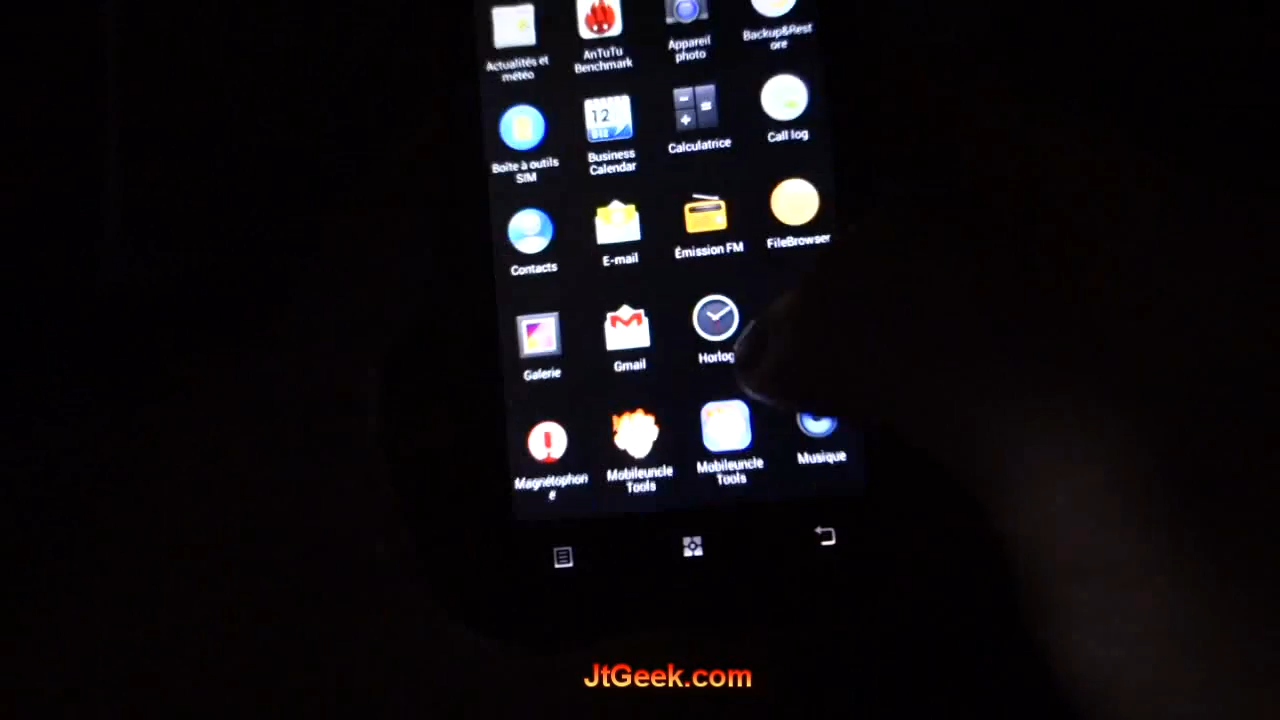 Actualités et
météo
AnTuTu
Benchmark
Appareil
photo
Backup&Rest
ore
Boîte à outils
SIM
12
Business
Calendar
Calculatrice
Call log
Contacts
E-mail
Émission FM
FileBrowser
Galerie
Gmail
Horlog
Magnétophon
e
Mobileuncle
Tools
Mobileuncle
Tools
Musique
JtGeek.com